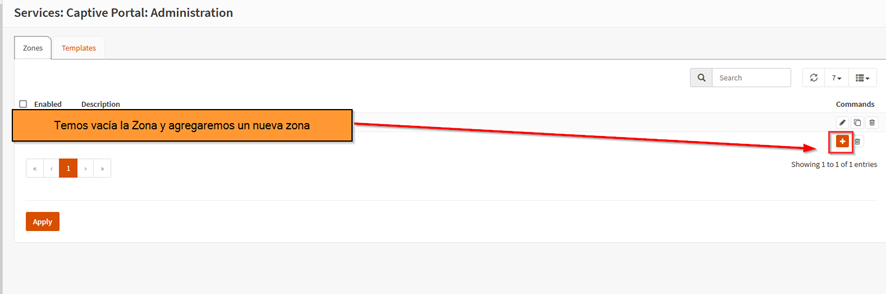 Services: Captive Portal: Administration
Zones Templates
Search 7
Enabled Description Commands
Temos vacía la Zona y agregaremos un nueva zona
« ‹ 1 › »
Showing 1 to 1 of 1 entries
Apply